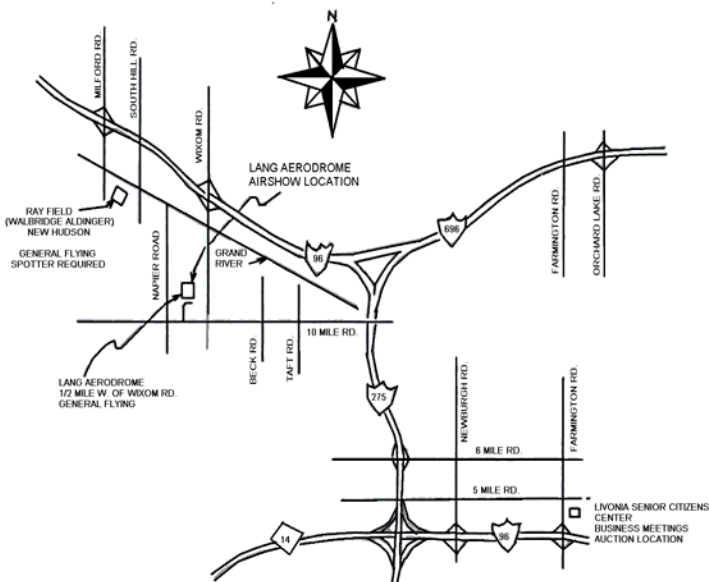 N
MILFORD RD.
SOUTH HILL RD.
WIXOM RD.
LANG AERODROME
AIRSHOW LOCATION
RAY FIELD
(WALBRIDGE ALDINGER)
NEW HUDSON
GENERAL FLYING
SPOTTER REQUIRED
NAPIER ROAD
GRAND
RIVER
96
696
FARMINGTON RD.
ORCHARD LAKE RD.
10 MILE RD.
BECK RD.
TAFT RD.
LANG AERODROME
1/2 MILE W. OF WIXOM RD.
GENERAL FLYING
275
NEWBURGH RD.
FARMINGTON RD.
6 MILE RD.
5 MILE RD.
14
96
LIVONIA SENIOR CITIZENS
CENTER
BUSINESS MEETINGS
AUCTION LOCATION